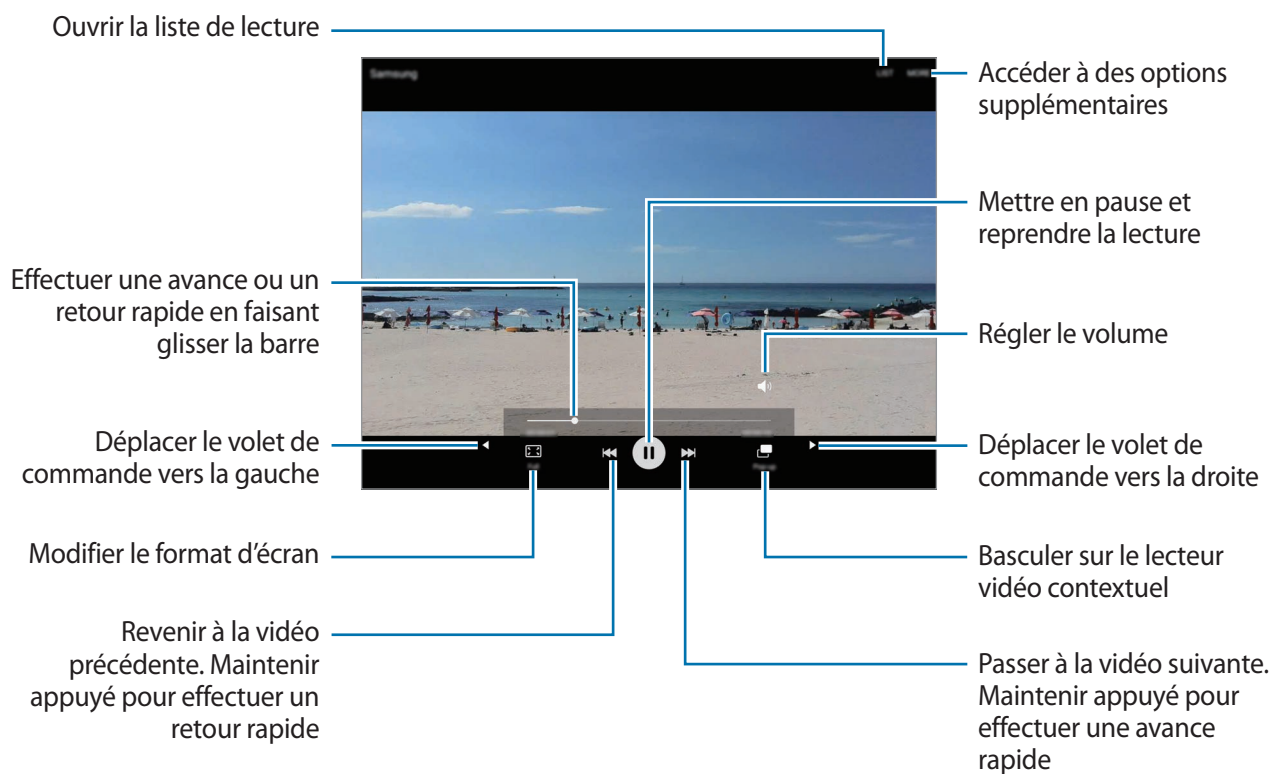 Ouvrir la liste de lecture
Samsung
LIST
MORE
Accéder à des options
supplémentaires
Mettre en pause et
reprendre la lecture
Effectuer une avance ou un
retour rapide en faisant
glisser la barre
Régler le volume
Déplacer le volet de
commande vers la gauche
Déplacer le volet de
commande vers la droite
Full
Pop-up
Modifier le format d’écran
Basculer sur le lecteur
vidéo contextuel
Revenir à la vidéo
précédente. Maintenir
appuyé pour effectuer un
retour rapide
Passer à la vidéo suivante.
Maintenir appuyé pour
effectuer une avance
rapide